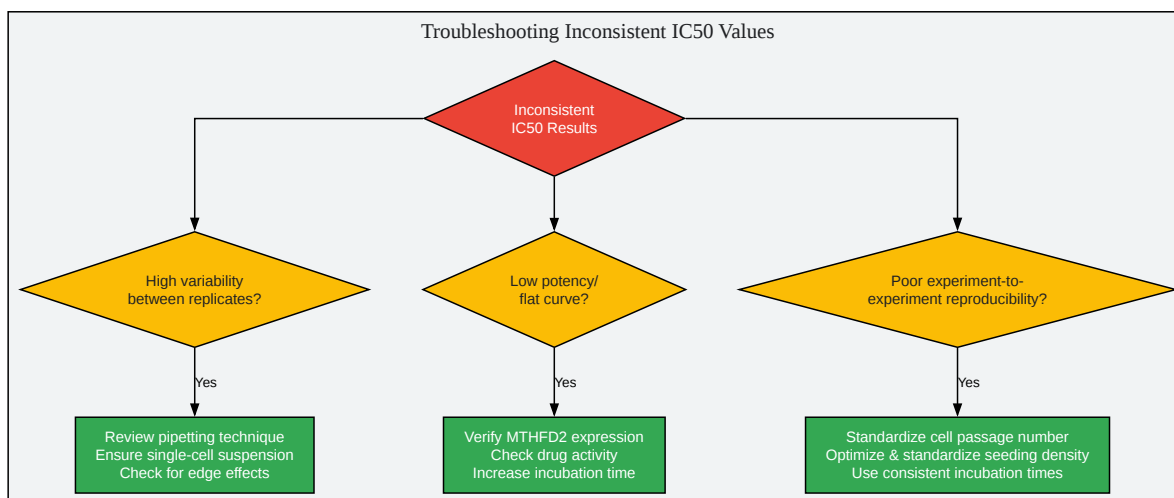 Troubleshooting Inconsistent IC50 Values
Inconsistent
IC50 Results
High variability
between replicates?
Low potency/
flat curve?
Poor experiment-to-
experiment reproducibility?
Yes
Yes
Yes
Review pipetting technique
Ensure single-cell suspension
Check for edge effects
Verify MTHFD2 expression
Check drug activity
Increase incubation time
Standardize cell passage number
Optimize & standardize seeding density
Use consistent incubation times